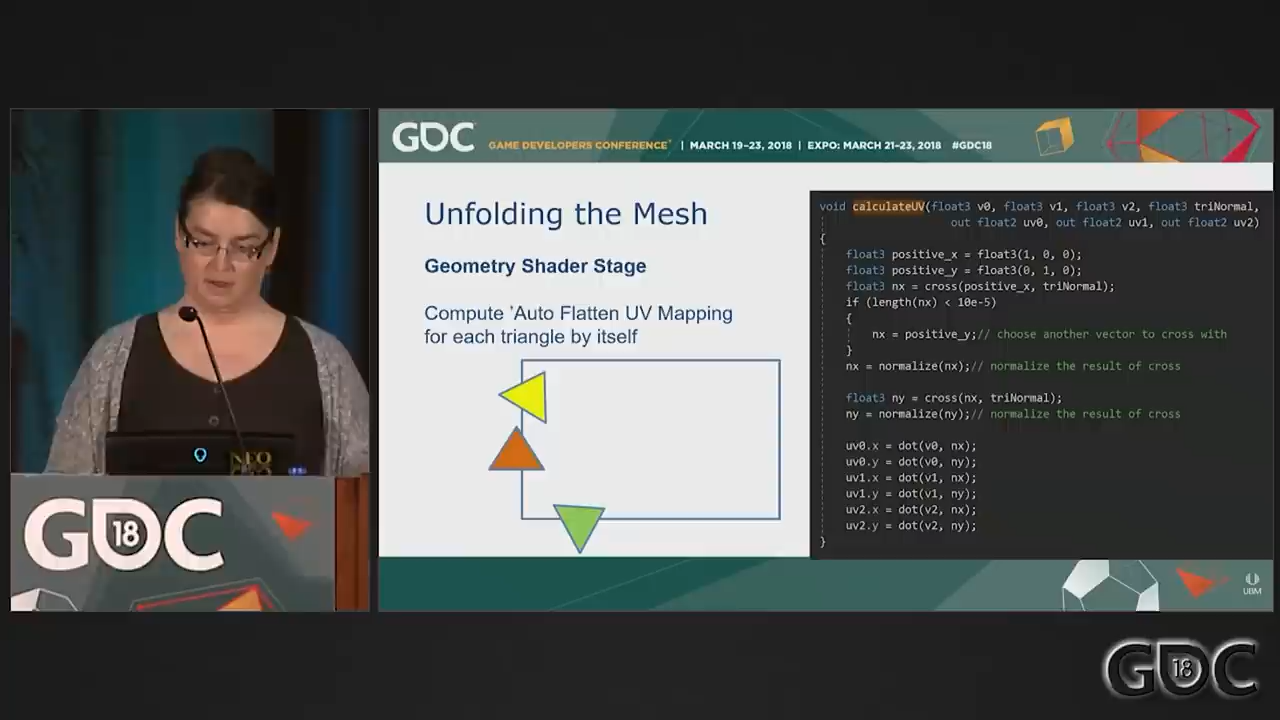 GDC
GAME DEVELOPERS CONFERENCE | MARCH 19–23, 2018 | EXPO: MARCH 21–23, 2018 #GDC18
Unfolding the Mesh
Geometry Shader Stage
Compute 'Auto Flatten UV Mapping
for each triangle by itself
void calculateUV(float3 v0, float3 v1, float3 v2, float3 triNormal,
out float2 uv0, out float2 uv1, out float2 uv2)
{
float3 positive_x = float3(1, 0, 0);
float3 positive_y = float3(0, 1, 0);
float3 nx = cross(positive_x, triNormal);
if (length(nx) < 10e-5)
{
nx = positive_y;// choose another vector to cross with
}
nx = normalize(nx);// normalize the result of cross
float3 ny = cross(nx, triNormal);
ny = normalize(ny);// normalize the result of cross
uv0.x = dot(v0, nx);
uv0.y = dot(v0, ny);
uv1.x = dot(v1, nx);
uv1.y = dot(v1, ny);
uv2.x = dot(v2, nx);
uv2.y = dot(v2, ny);
}
UBM
NEO
GDC
18
GDC
18